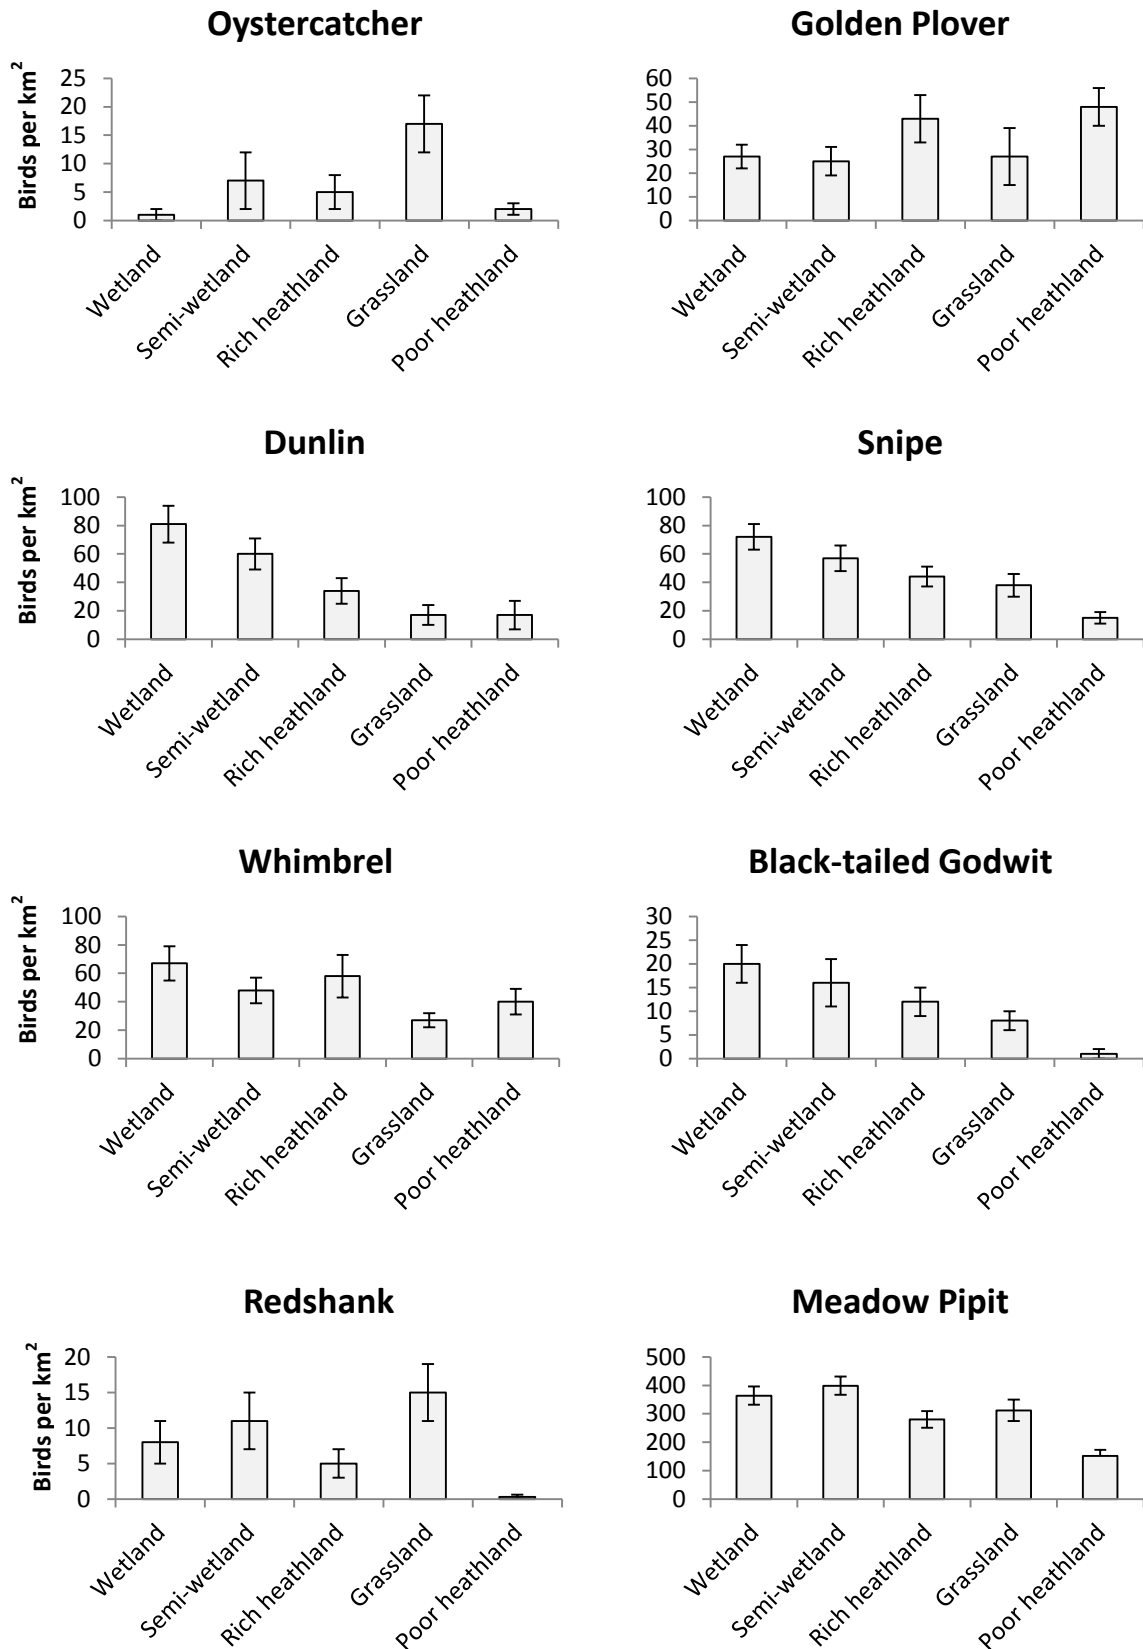 Oystercatcher
Birds per km²
25
20
15
10
5
0
Wetland
Semi-wetland
Rich heathland
Grassland
Poor heathland
Golden Plover
60
50
40
30
20
10
0
Wetland
Semi-wetland
Rich heathland
Grassland
Poor heathland
Dunlin
Birds per km²
100
80
60
40
20
0
Wetland
Semi-wetland
Rich heathland
Grassland
Poor heathland
Snipe
100
80
60
40
20
0
Wetland
Semi-wetland
Rich heathland
Grassland
Poor heathland
Whimbrel
Birds per km²
100
80
60
40
20
0
Wetland
Semi-wetland
Rich heathland
Grassland
Poor heathland
Black-tailed Godwit
30
25
20
15
10
5
0
Wetland
Semi-wetland
Rich heathland
Grassland
Poor heathland
Redshank
Birds per km²
20
15
10
5
0
Wetland
Semi-wetland
Rich heathland
Grassland
Poor heathland
Meadow Pipit
500
400
300
200
100
0
Wetland
Semi-wetland
Rich heathland
Grassland
Poor heathland